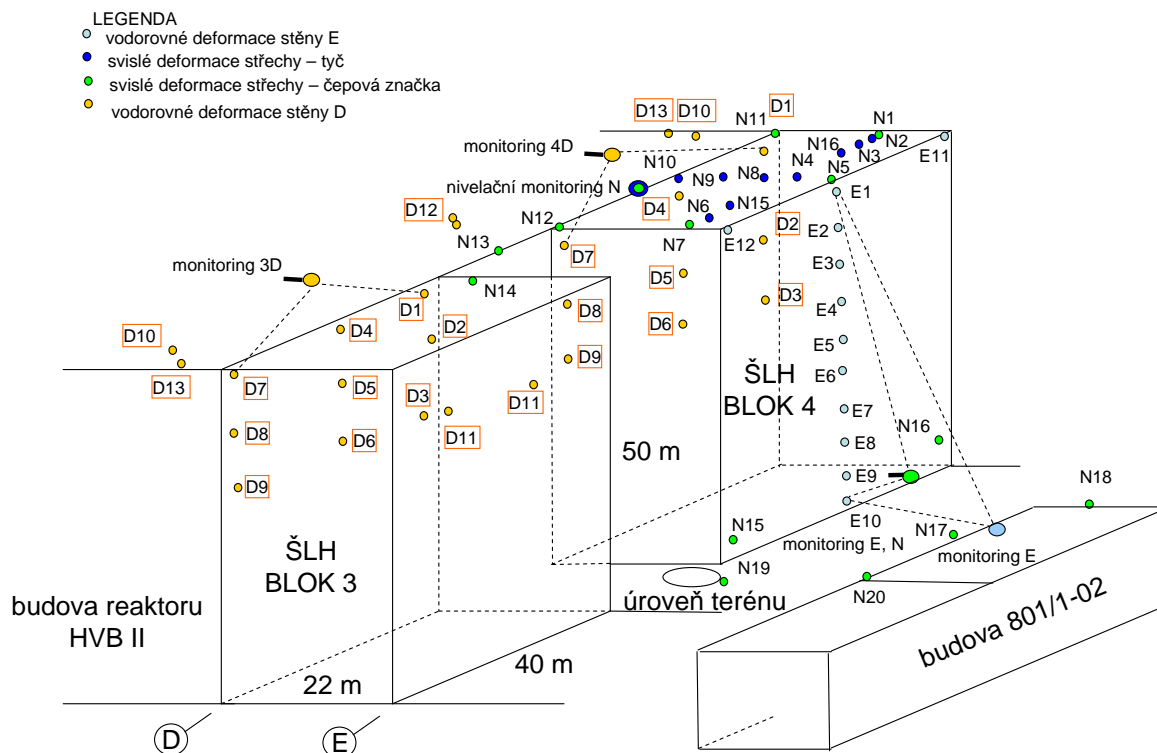 LEGENDA
vodorovné deformace stěny E
svislé deformace střechy – tyč
svislé deformace střechy – čepová značka
vodorovné deformace stěny D
D13
D10
D1
N11
N1
N2
N3
N16
E11
monitoring 4D
N10
N9
N8
N4
N5
E1
nivelační monitoring N
D4
N6
N15
D12
N12
N7
E12
D2
E2
N13
D7
monitoring 3D
E3
D5
N14
D1
D8
D3
E4
D4
D2
D6
E5
D10
D13
D7
D5
D9
E6
D3
D11
D11
ŠLH
BLOK 4
E7
D8
D6
E8
N16
50 m
D9
E9
N18
E10
N15
N17
monitoring E, N
monitoring E
ŠLH
BLOK 3
N19
N20
úroveň terénu
budova reaktoru
HVB II
budova 801/1-02
40 m
22 m
D
E